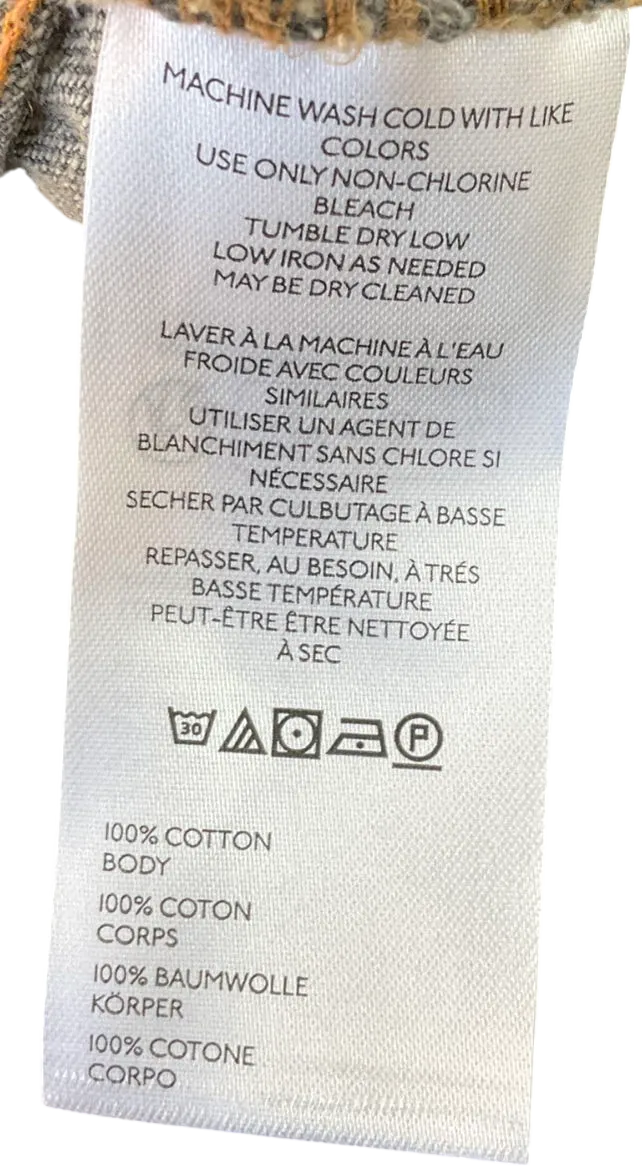 MACHINE WASH COLD WITH LIKE
COLORS
USE ONLY NON-CHLORINE
BLEACH
TUMBLE DRY LOW
LOW IRON AS NEEDED
MAY BE DRY CLEANED
LAVER À LA MACHINE À L'EAU
FROIDE AVEC COULEURS
SIMILAIRES
UTILISER UN AGENT DE
BLANCHIMENT SANS CHLORE SI
NÉCESSAIRE
SECHER PAR CULBUTAGE À BASSE
TEMPERATURE
REPASSER, AU BESOIN, À TRÉS
BASSE TEMPÉRATURE
PEUT-ÊTRE ÊTRE NETTOYÉE
À SEC
30 P
100% COTTON
BODY
100% COTON
CORPS
100% BAUMWOLLE
KÖRPER
100% COTONE
CORPO